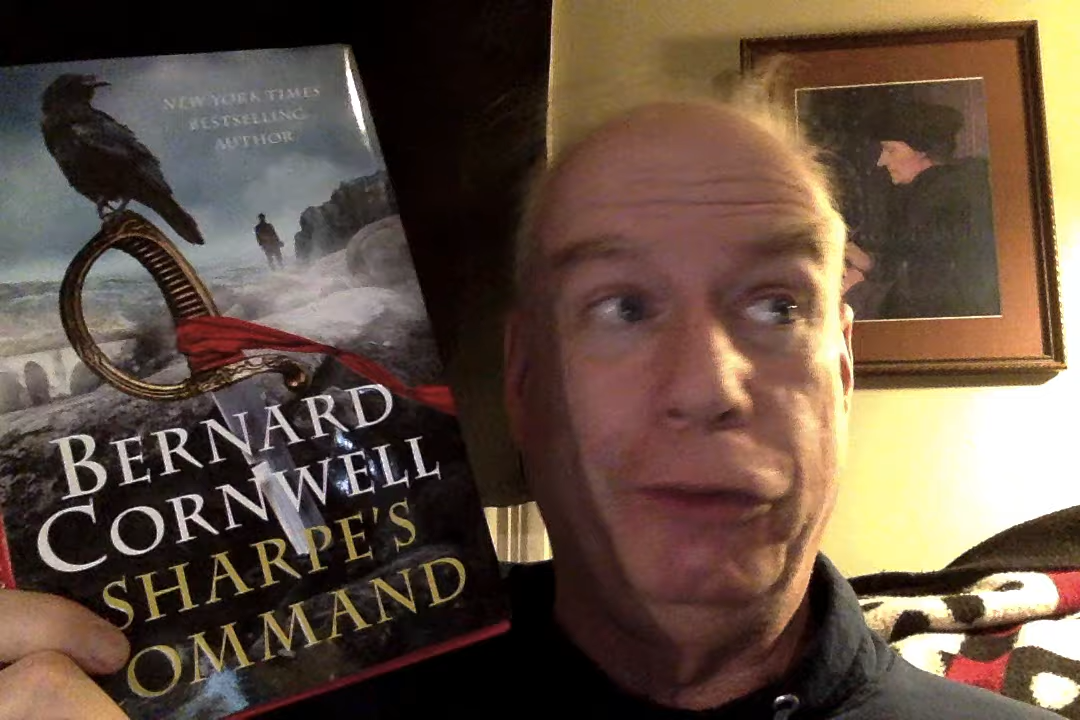 NEW YORK TIMES
BESTSELLING
AUTHOR
BERNARD
CORNWELL
SHARPE'S
OMMAND